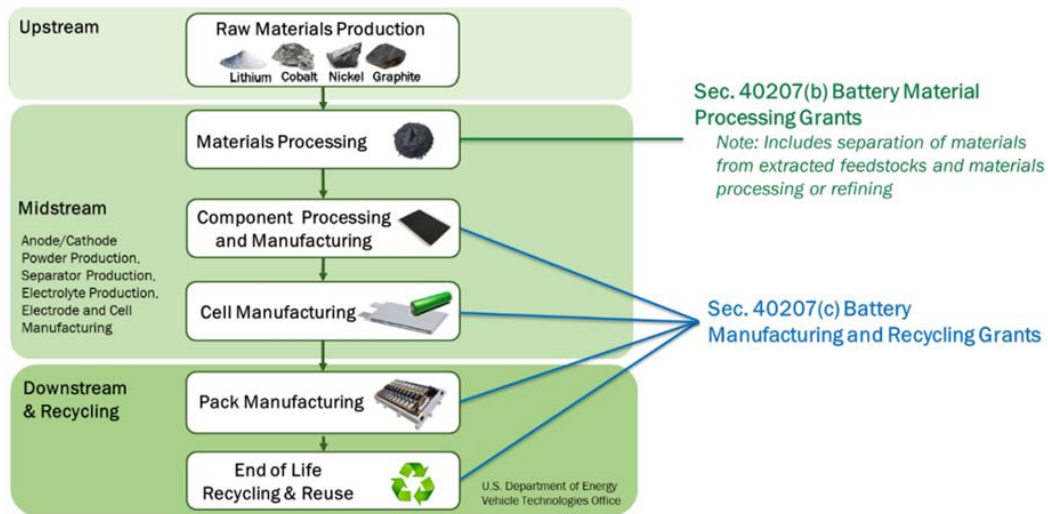 Upstream
Raw Materials Production
Lithium Cobalt Nickel Graphite
Materials Processing
Sec. 40207(b) Battery Material
Processing Grants
Note: Includes separation of materials
from extracted feedstocks and materials
processing or refining
Midstream
Anode/Cathode
Powder Production,
Separator Production,
Electrolyte Production,
Electrode and Cell
Manufacturing
Component Processing
and Manufacturing
Cell Manufacturing
Sec. 40207(c) Battery
Manufacturing and Recycling Grants
Downstream
& Recycling
Pack Manufacturing
End of Life
Recycling & Reuse
U.S. Department of Energy
Vehicle Technologies Office